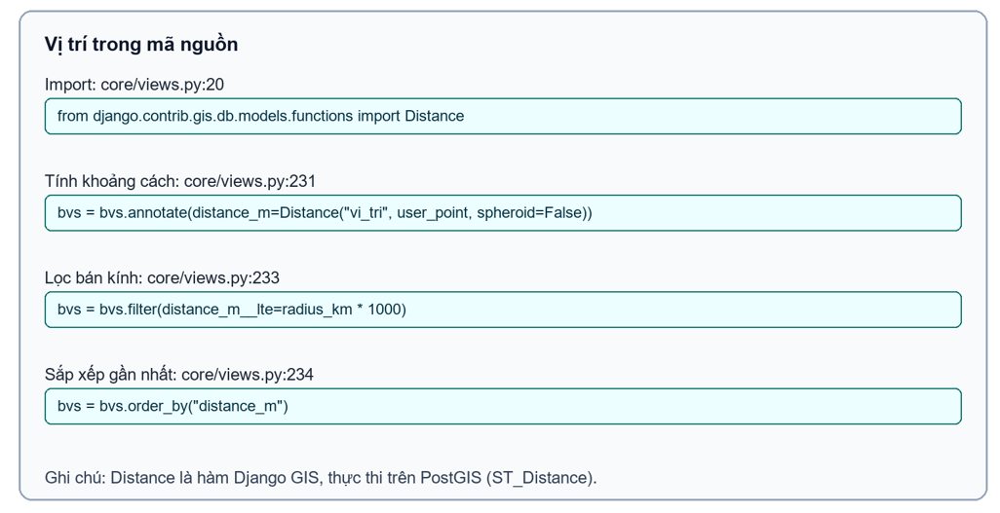 Vị trí trong mã nguồn
Import: core/views.py:20
from django.contrib.gis.db.models.functions import Distance
Tính khoảng cách: core/views.py:231
bvs = bvs.annotate(distance_m=Distance("vi_tri", user_point, spheroid=False))
Lọc bán kính: core/views.py:233
bvs = bvs.filter(distance_m__lte=radius_km * 1000)
Sắp xếp gần nhất: core/views.py:234
bvs = bvs.order_by("distance_m")
Ghi chú: Distance là hàm Django GIS, thực thi trên PostGIS (ST_Distance).